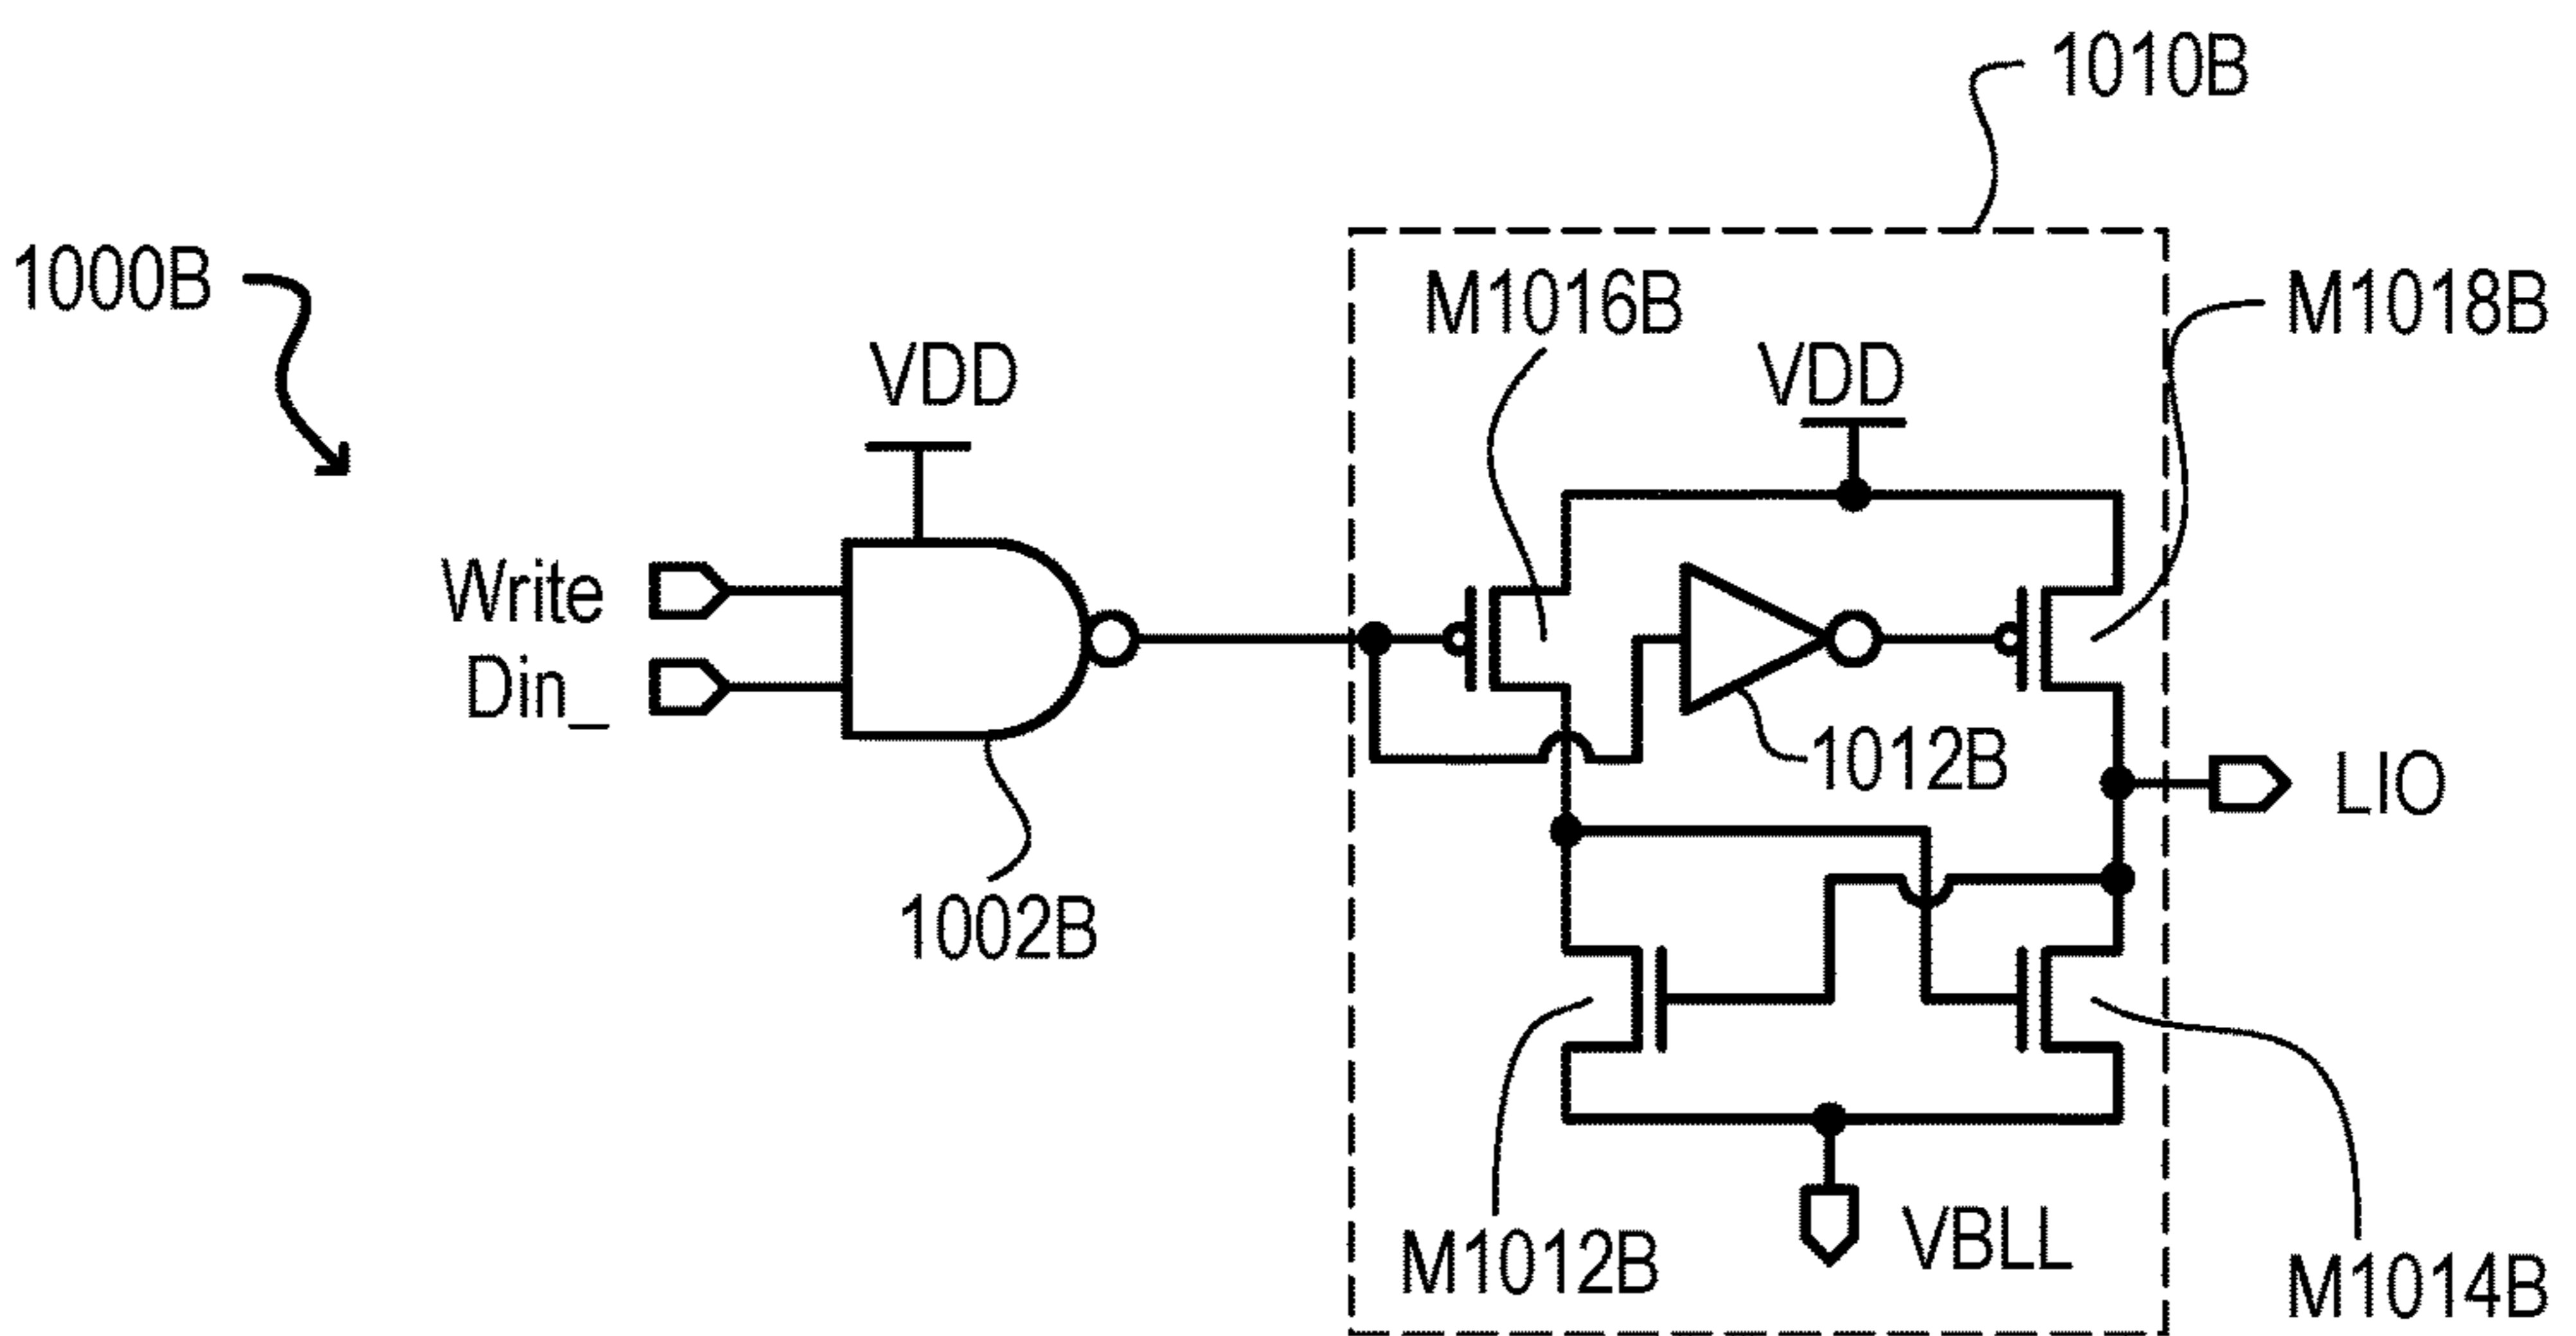 1010B
1000B
M1016B
M1018B
VDD
VDD
Write
Din_
1012B
LIO
1002B
M1012B
VBLL
M1014B